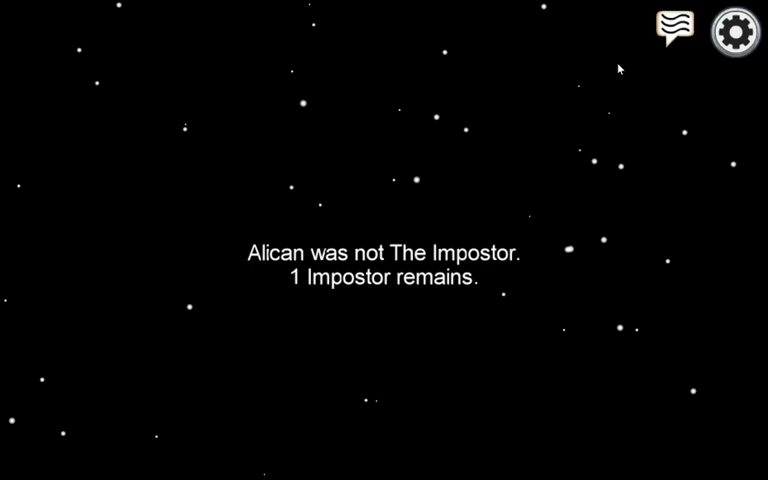 Alican was not The Impostor.
1 Impostor remains.